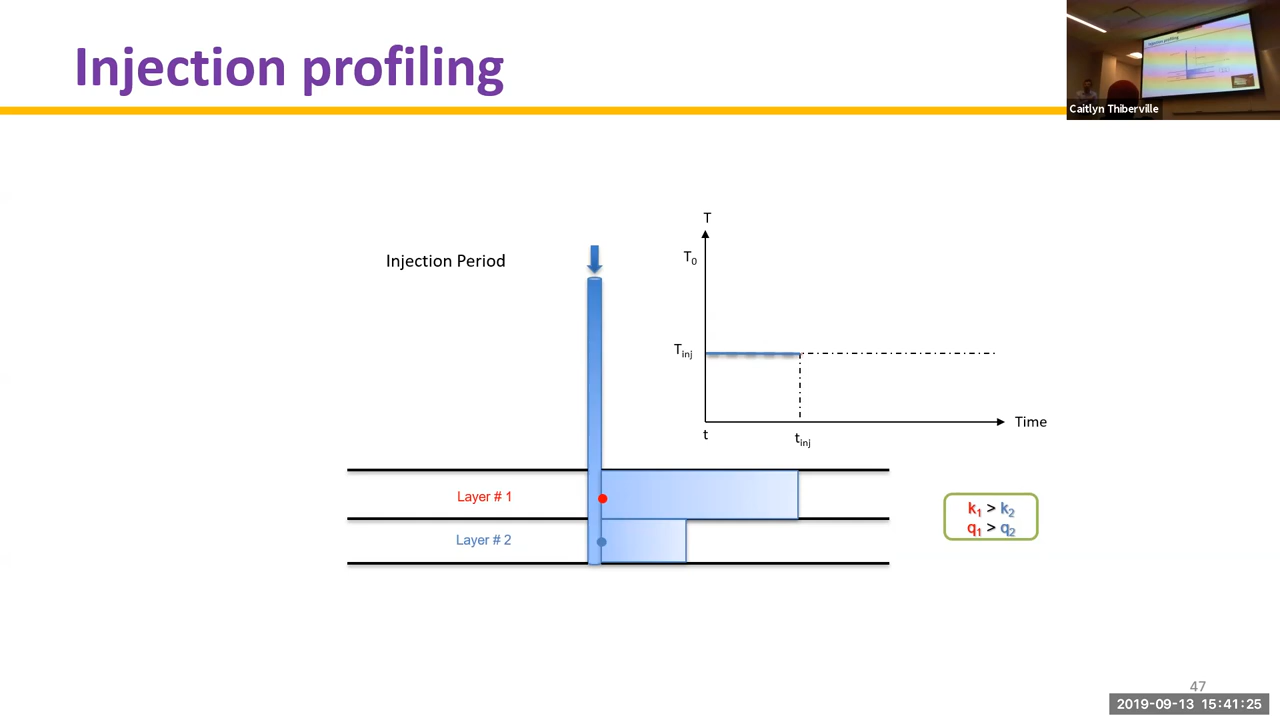 Injection profiling
Caitlyn Thiberville
T
Injection Period
T₀
Tinj
Time
t
tinj
Layer # 1
Layer # 2
k₁ > k₂
q₁ > q₂
47
2019-09-13 15:41:25